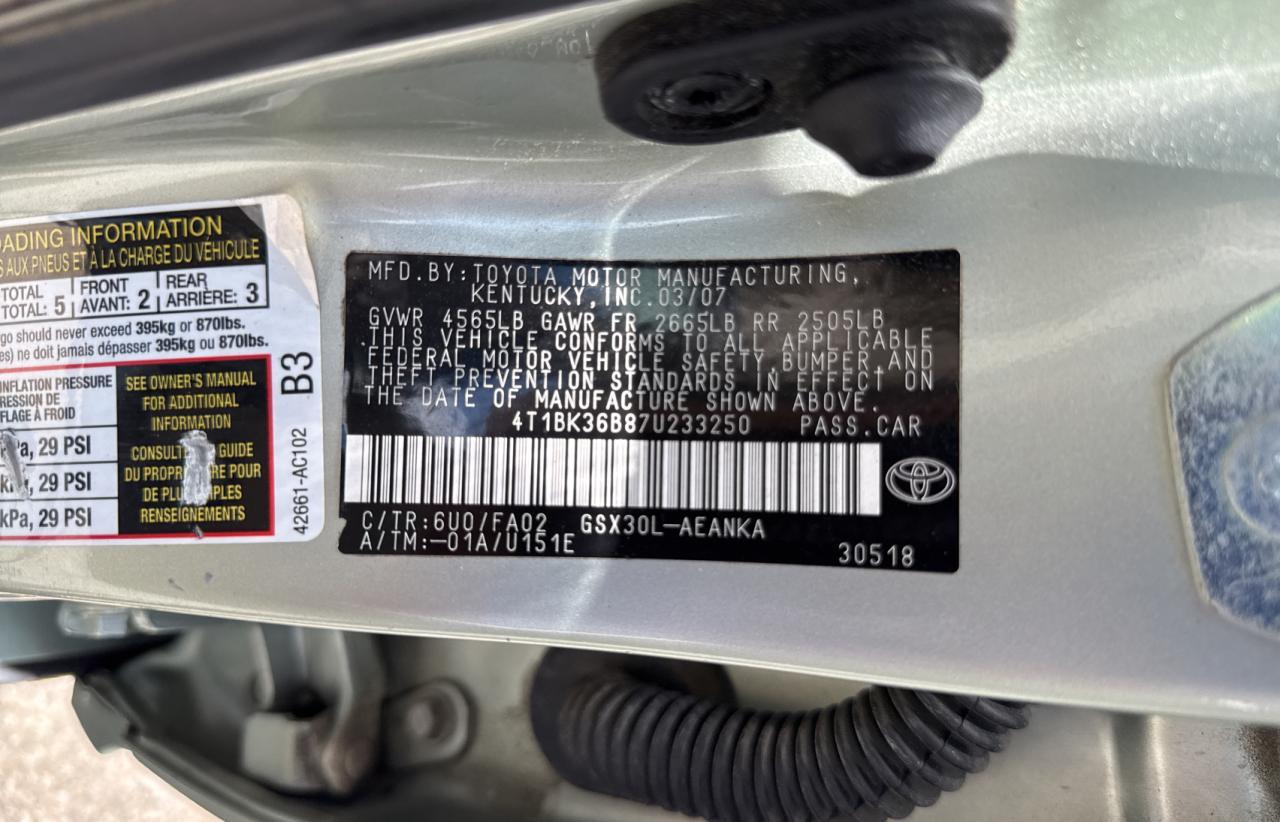 ADING INFORMATION
S AUX PNEUS ET À LA CHARGE DU VÉHICULE
TOTAL 5 FRONT 2 REAR 3
TOTAL: AVANT: ARRIÈRE:
go should never exceed 395kg or 870lbs.
es) ne doit jamais dépasser 395kg ou 870lbs.
INFLATION PRESSURE
RESSION DE
FLAGE À FROID
kPa, 29 PSI
kPa, 29 PSI
kPa, 29 PSI
SEE OWNER'S MANUAL
FOR ADDITIONAL
INFORMATION
GUIDE
DU
POUR
DE
RENSEIGNEMENTS
B3
42661-AC102
MFD.BY:TOYOTA MOTOR MANUFACTURING,
KENTUCKY,INC.03/07
GVWR 4565LB GAWR FR 2665LB RR 2505LB
THIS VEHICLE CONFORMS TO ALL APPLICABLE
FEDERAL MOTOR VEHICLE SAFETY,BUMPER,AND
THEFT PREVENTION STANDARDS IN EFFECT ON
THE DATE OF MANUFACTURE SHOWN ABOVE.
4T1BK36B87U233250 PASS.CAR
C/TR:6U0/FA02 GSX30L-AEANKA
A/TM:-01A/U151E
30518